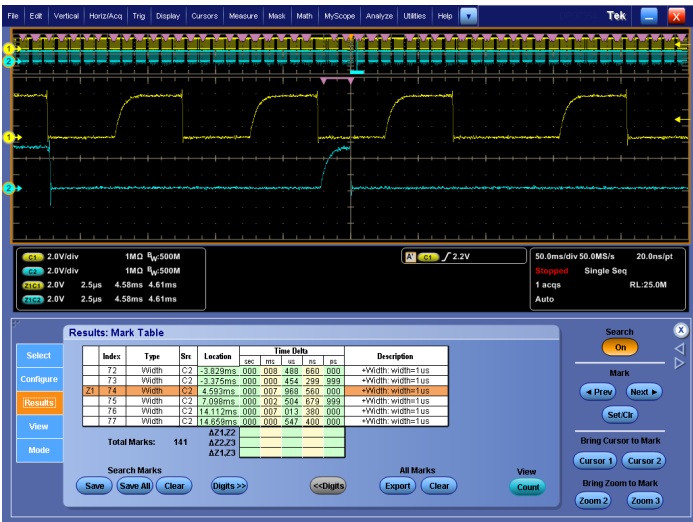 File Edit Vertical Horiz/Acq Trig Display Cursors Measure Mask Math MyScope Analyze Utilities Help Tek X
1
2
1
2
C1 2.0V/div 1MΩ BW:500M
C2 2.0V/div 1MΩ BW:500M
Z1C1 2.0V 2.5µs 4.58ms 4.61ms
Z1C2 2.0V 2.5µs 4.58ms 4.61ms
A' C1 2.2V
50.0ms/div 50.0MS/s 20.0ns/pt
Stopped Single Seq
1 acqs RL:25.0M
Auto
Select
Configure
Results
View
Mode
Results: Mark Table
Index Type Src Location Time Delta Description
sec ms us ns ps
72 Width C2 -3.829ms 000 008 488 660 000 +Width: width=1us
73 Width C2 -3.375ms 000 000 454 299 999 +Width: width=1us
Z1 74 Width C2 4.593ms 000 007 968 560 000 +Width: width=1us
75 Width C2 7.098ms 000 002 504 679 999 +Width: width=1us
76 Width C2 14.112ms 000 007 013 380 000 +Width: width=1us
77 Width C2 14.659ms 000 000 547 400 000 +Width: width=1us
Total Marks: 141
ΔZ1,Z2
ΔZ2,Z3
ΔZ1,Z3
Search Marks
Save Save All Clear
Digits >>
<<Digits
All Marks
Export Clear
View
Count
Search
On
X
Mark
Prev Next
Set/Clr
Bring Cursor to Mark
Cursor 1 Cursor 2
Bring Zoom to Mark
Zoom 2 Zoom 3